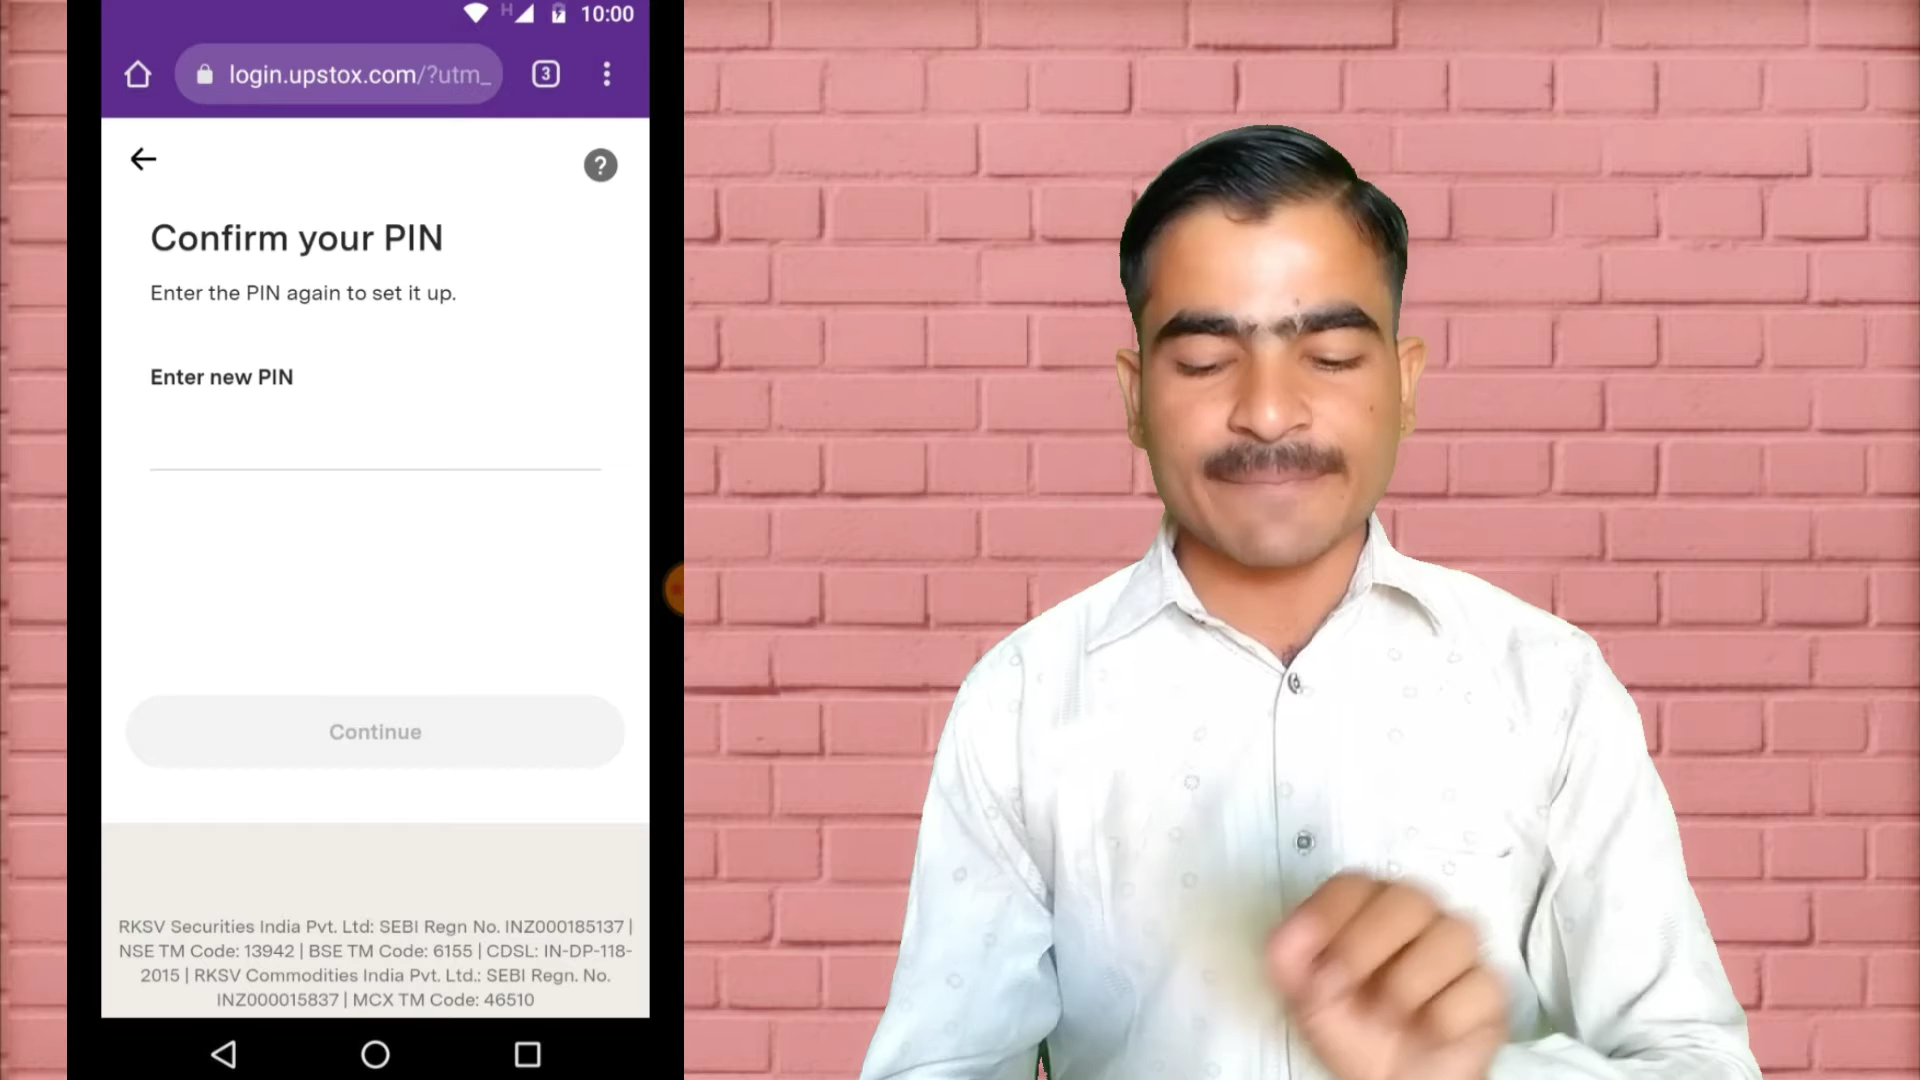 H 10:00
login.upstox.com/?utm_ 3
?
Confirm your PIN
Enter the PIN again to set it up.
Enter new PIN
Continue
RKSV Securities India Pvt. Ltd: SEBI Regn No. INZ000185137 |
NSE TM Code: 13942 | BSE TM Code: 6155 | CDSL: IN-DP-118-
2015 | RKSV Commodities India Pvt. Ltd.: SEBI Regn. No.
INZ000015837 | MCX TM Code: 46510